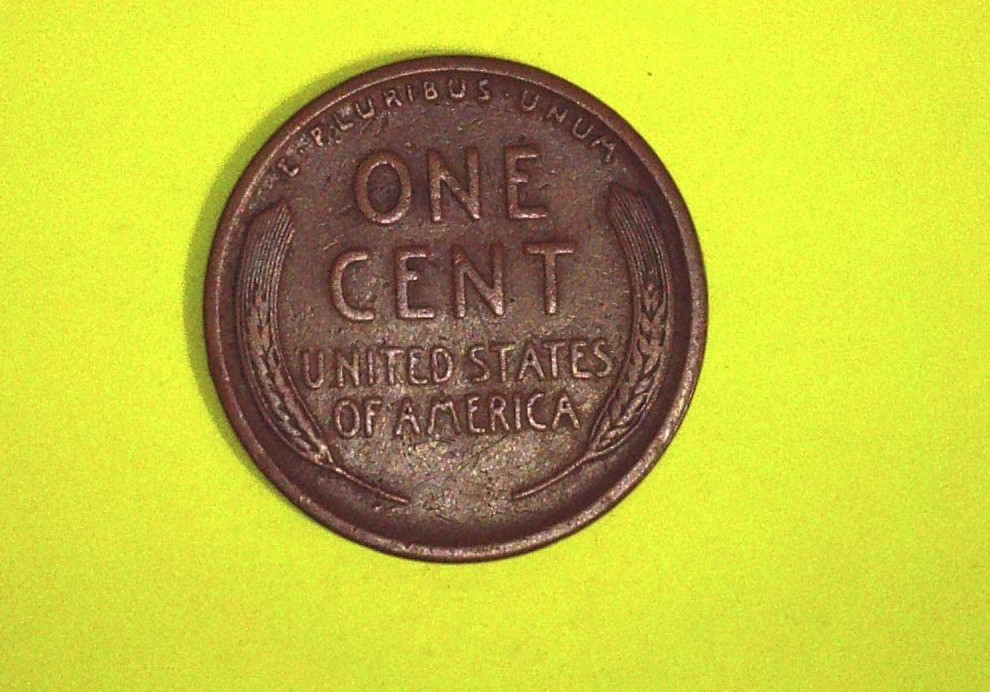 E·PLURIBUS·UNUM
ONE
CENT
UNITED STATES
OF AMERICA